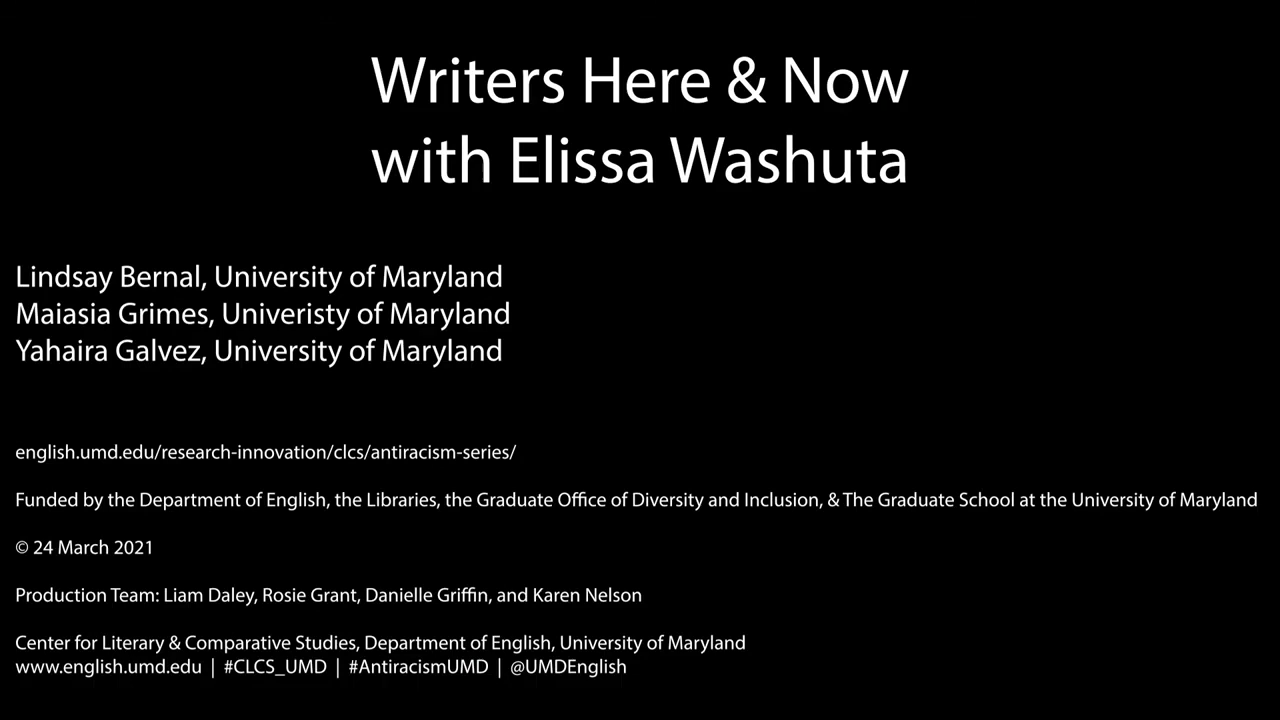 Writers Here & Now
with Elissa Washuta
Lindsay Bernal, University of Maryland
Maiasia Grimes, Univeristy of Maryland
Yahaira Galvez, University of Maryland
english.umd.edu/research-innovation/clcs/antiracism-series/
Funded by the Department of English, the Libraries, the Graduate Office of Diversity and Inclusion, & The Graduate School at the University of Maryland
© 24 March 2021
Production Team: Liam Daley, Rosie Grant, Danielle Griffin, and Karen Nelson
Center for Literary & Comparative Studies, Department of English, University of Maryland
www.english.umd.edu | #CLCS_UMD | #AntiracismUMD | @UMDEnglish